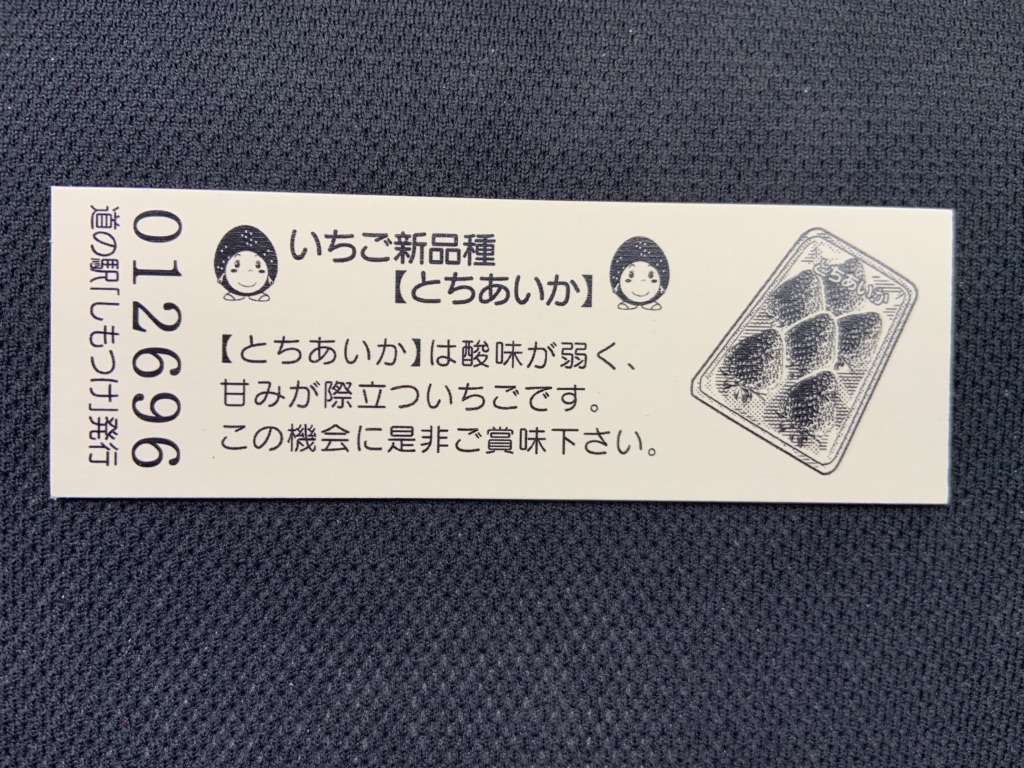 いちご新品種
【とちあいか】
【とちあいか】は酸味が弱く、
甘みが際立ついちごです。
この機会に是非ご賞味下さい。
とちあいか
012696
道の駅「しもつけ」発行